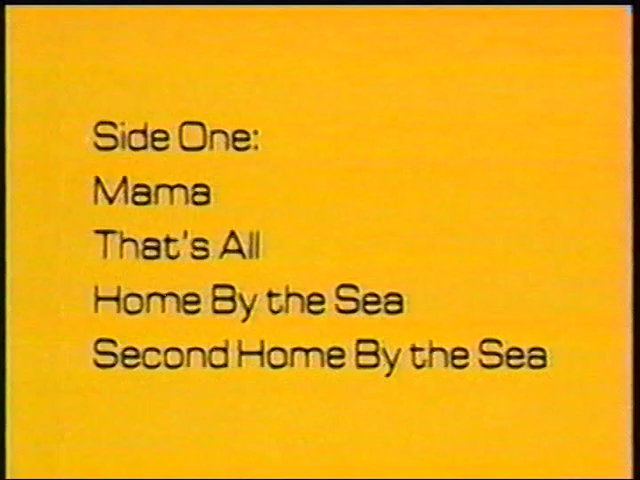 Side One:
Mama
That's All
Home By the Sea
Second Home By the Sea